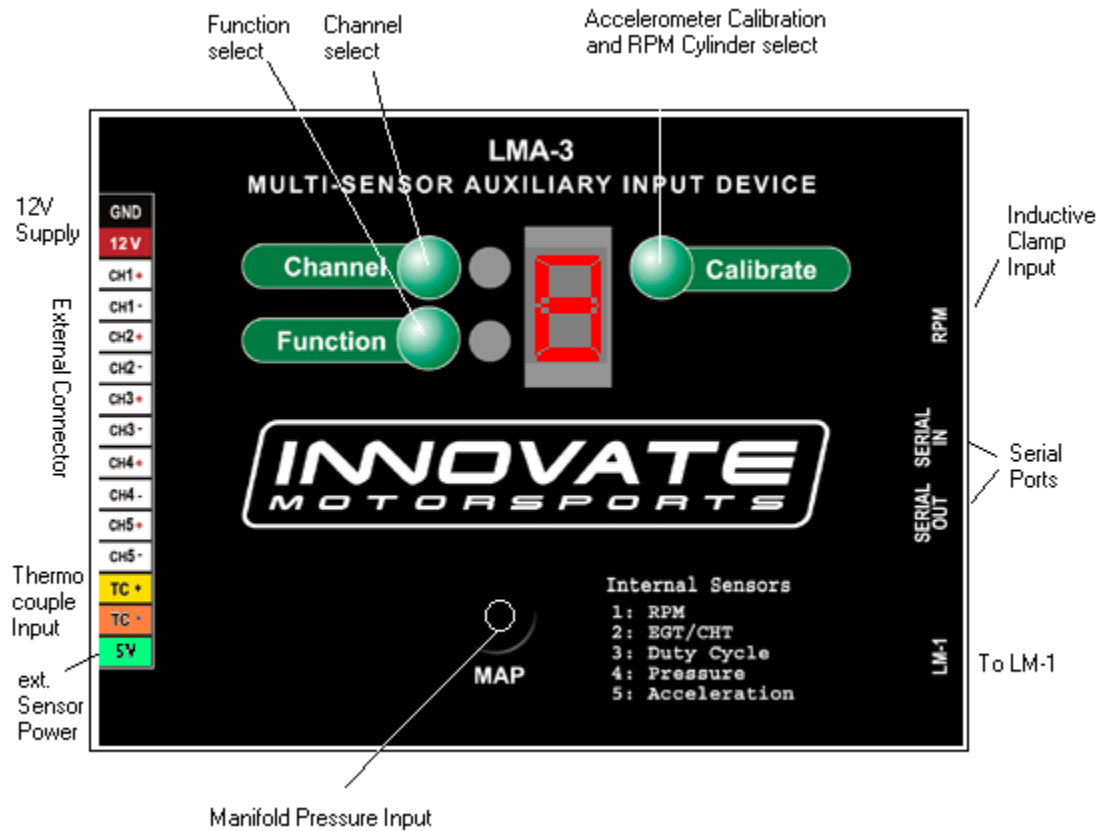 Function
select
Channel
select
Accelerometer Calibration
and RPM Cylinder select
LMA-3
MULTI-SENSOR AUXILIARY INPUT DEVICE
12V
Supply
GND
12 V
CH1+
CH1 -
CH2+
CH2 -
CH3+
CH3 -
CH4+
CH4 -
CH5+
CH5 -
TC +
TC -
5V
External Connector
Thermo
couple
Input
ext.
Sensor
Power
Channel
Function
8
Calibrate
Inductive
Clamp
Input
RPM
SERIAL
IN
SERIAL
OUT
Serial
Ports
INNOVATE
MOTORSPORTS
Internal Sensors
1: RPM
2: EGT/CHT
3: Duty Cycle
4: Pressure
5: Acceleration
MAP
LM-1
To LM-1
Manifold Pressure Input